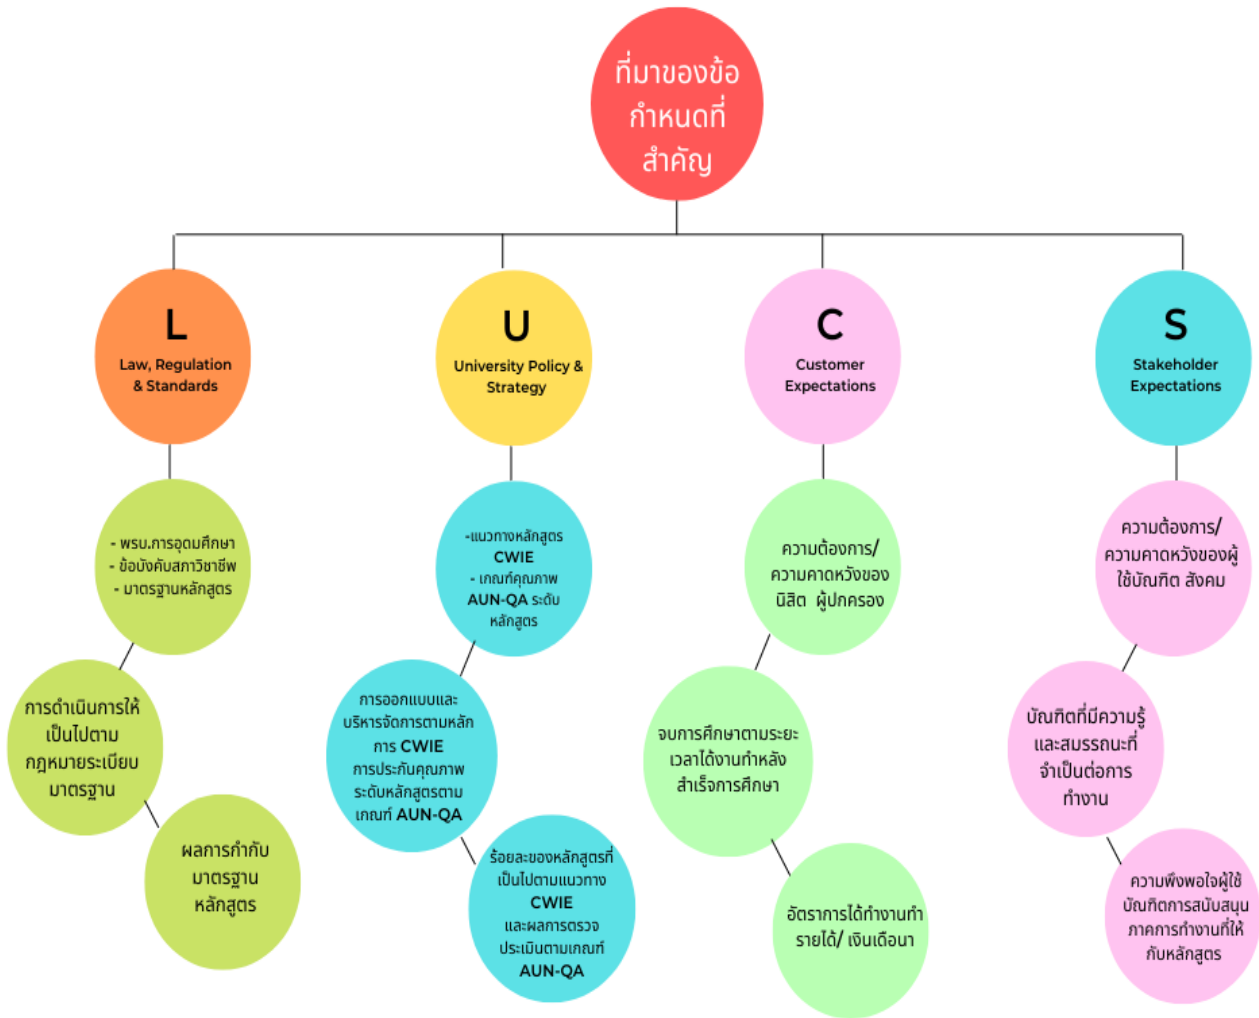 ที่มาของข้อ
กำหนดที่
สำคัญ
L
Law, Regulation
& Standards
U
University Policy &
Strategy
C
Customer
Expectations
S
Stakeholder
Expectations
- พรบ.การอุดมศึกษา
- ข้อบังคับสภาวิชาชีพ
- มาตรฐานหลักสูตร
-แนวทางหลักสูตร
CWIE
- เกณฑ์คุณภาพ
AUN-QA ระดับ
หลักสูตร
ความต้องการ/
ความคาดหวังของ
นิสิต ผู้ปกครอง
ความต้องการ/
ความคาดหวังของผู้
ใช้บัณฑิต สังคม
การดำเนินการให้
เป็นไปตาม
กฎหมายระเบียบ
มาตรฐาน
การออกแบบและ
บริหารจัดการตามหลัก
การ CWIE
การประกันคุณภาพ
ระดับหลักสูตรตาม
เกณฑ์ AUN-QA
จบการศึกษาตามระยะ
เวลาได้งานทำหลัง
สำเร็จการศึกษา
บัณฑิตที่มีความรู้
และสมรรถนะที่
จำเป็นต่อการ
ทำงาน
ผลการกำกับ
มาตรฐาน
หลักสูตร
ร้อยละของหลักสูตรที่
เป็นไปตามแนวทาง
CWIE
และผลการตรวจ
ประเมินตามเกณฑ์
AUN-QA
อัตราการได้ทำงานทำ
รายได้/ เงินเดือนา
ความพึงพอใจผู้ใช้
บัณฑิตการสนับสนุน
ภาคการทำงานที่ให้
กับหลักสูตร